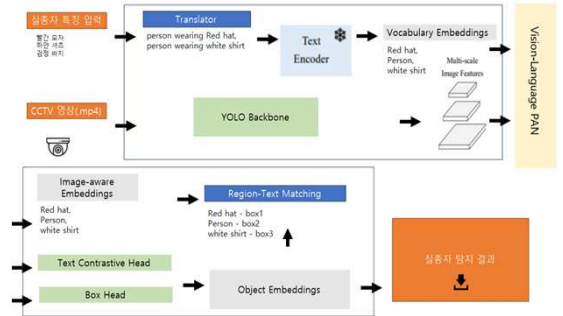 실종자 특징 입력
빨간 모자
하얀 셔츠
검정 바지
Translator
person wearing Red hat,
person wearing white shirt
Text
Encoder
Vocabulary Embeddings
Red hat,
Person,
white shirt
Multi-scale
Image Features
Vision-Language PAN
CCTV 영상(.mp4)
YOLO Backbone
Image-aware
Embeddings
Red hat,
Person,
white shirt
Region-Text Matching
Red hat - box1
Person - box2
white shirt - box3
Text Contrastive Head
Box Head
Object Embeddings
실종자 탐지 결과